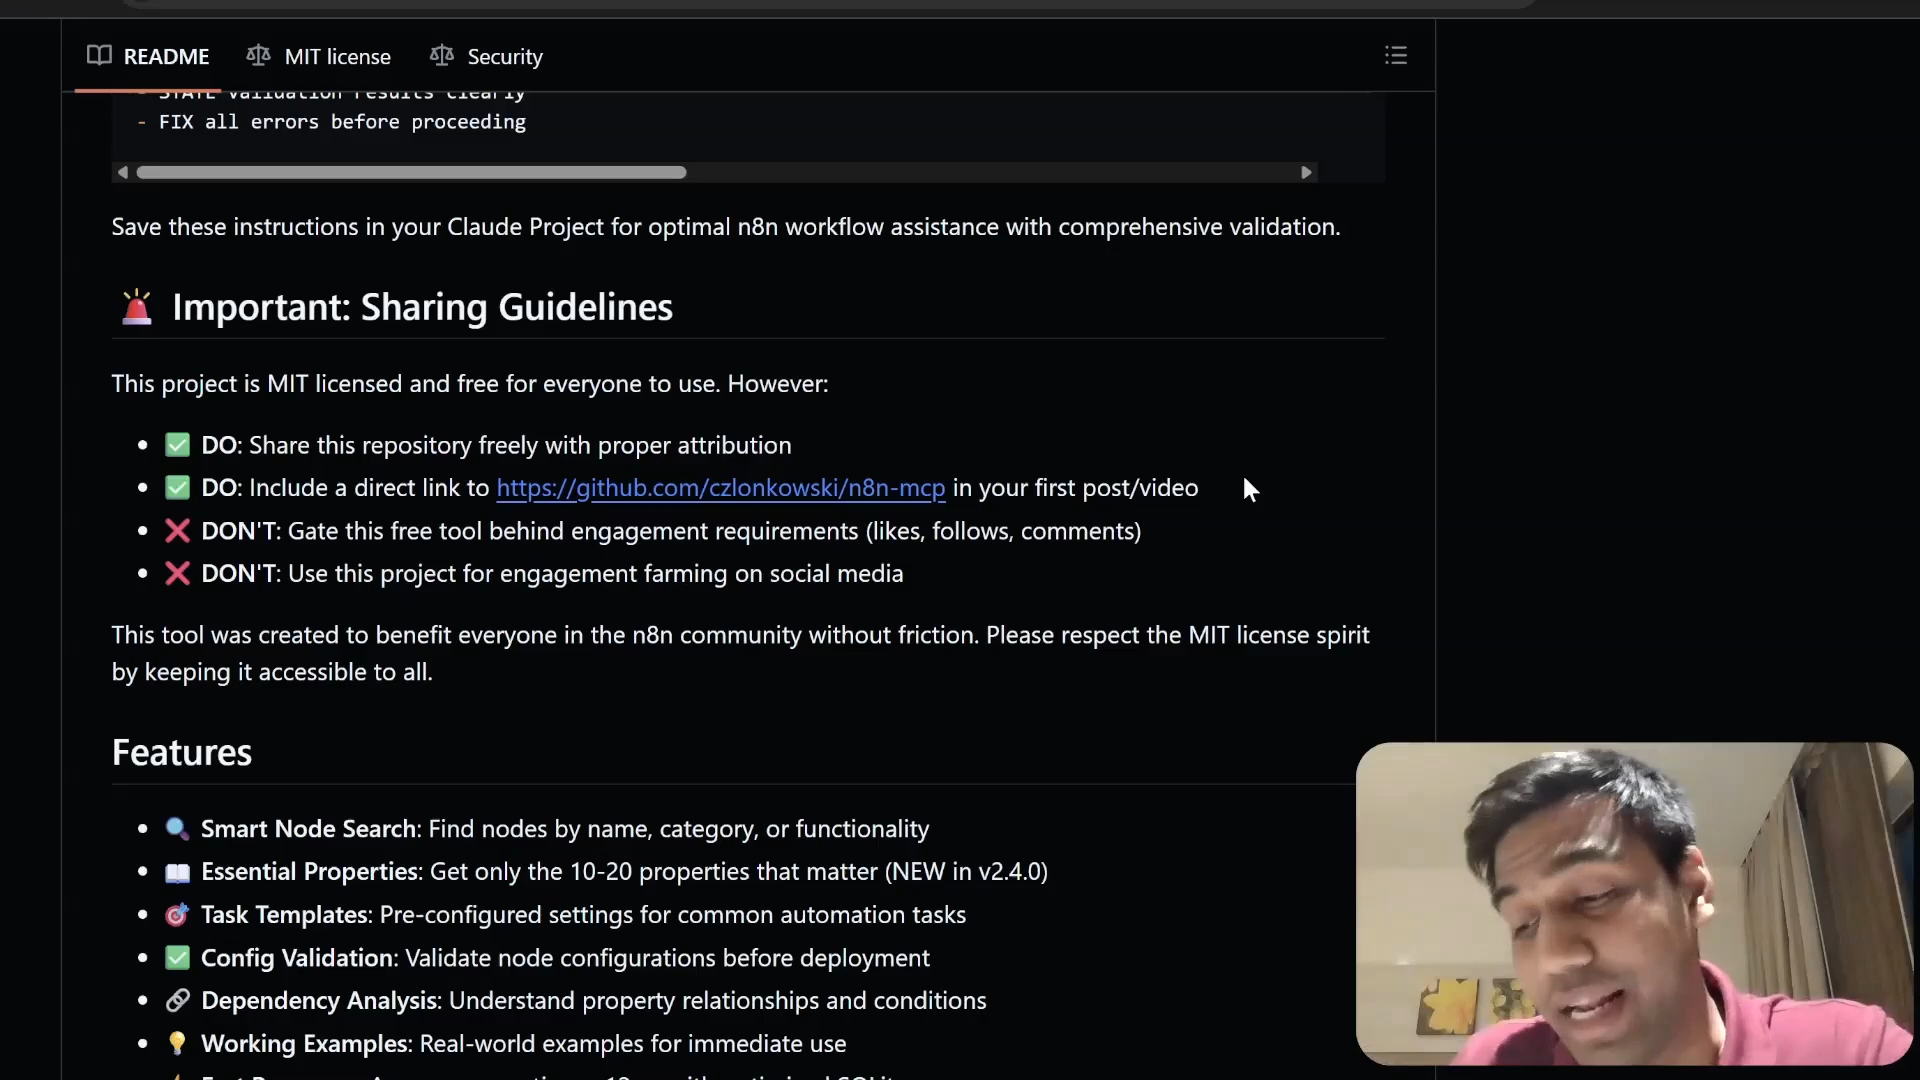 README
MIT license
Security
- STATE validation results clearly
- FIX all errors before proceeding
Save these instructions in your Claude Project for optimal n8n workflow assistance with comprehensive validation.
🚨 Important: Sharing Guidelines
This project is MIT licensed and free for everyone to use. However:
• ✅ DO: Share this repository freely with proper attribution
• ✅ DO: Include a direct link to https://github.com/czlonkowski/n8n-mcp in your first post/video
• ❌ DON'T: Gate this free tool behind engagement requirements (likes, follows, comments)
• ❌ DON'T: Use this project for engagement farming on social media
This tool was created to benefit everyone in the n8n community without friction. Please respect the MIT license spirit
by keeping it accessible to all.
Features
• 🔍 Smart Node Search: Find nodes by name, category, or functionality
• 📖 Essential Properties: Get only the 10-20 properties that matter (NEW in v2.4.0)
• 🎯 Task Templates: Pre-configured settings for common automation tasks
• ✅ Config Validation: Validate node configurations before deployment
• 🔗 Dependency Analysis: Understand property relationships and conditions
• 💡 Working Examples: Real-world examples for immediate use